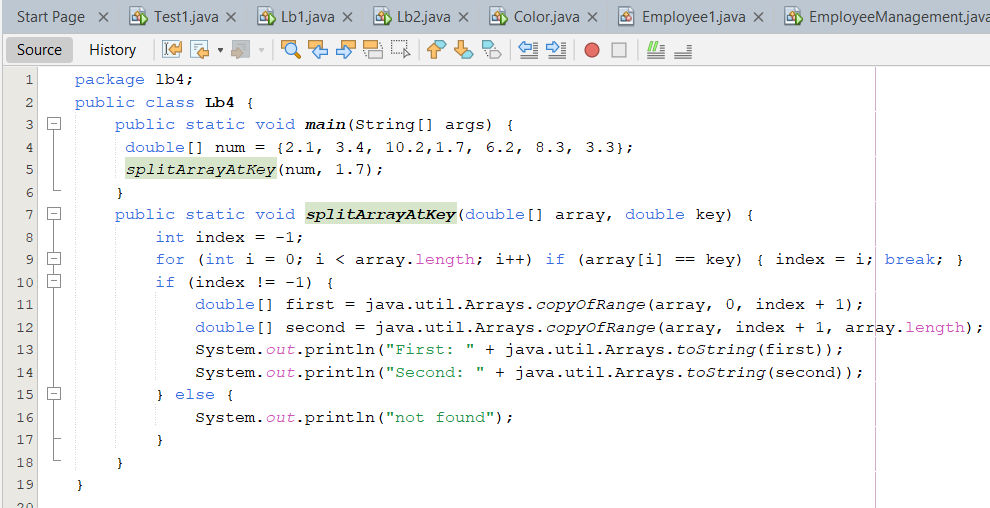 Start Page Test1.java Lb1.java Lb2.java Color.java Employee1.java EmployeeManagement.java
Source History
1 package lb4;
2 public class Lb4 {
3 public static void main(String[] args) {
4 double[] num = {2.1, 3.4, 10.2,1.7, 6.2, 8.3, 3.3};
5 splitArrayAtKey(num, 1.7);
6 }
7 public static void splitArrayAtKey(double[] array, double key) {
8 int index = -1;
9 for (int i = 0; i < array.length; i++) if (array[i] == key) { index = i; break; }
10 if (index != -1) {
11 double[] first = java.util.Arrays.copyOfRange(array, 0, index + 1);
12 double[] second = java.util.Arrays.copyOfRange(array, index + 1, array.length);
13 System.out.println("First: " + java.util.Arrays.toString(first));
14 System.out.println("Second: " + java.util.Arrays.toString(second));
15 } else {
16 System.out.println("not found");
17 }
18 }
19 }
20